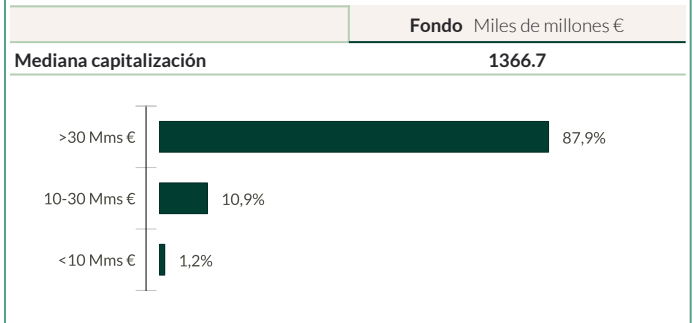 Fondo Miles de millones €
Mediana capitalización 1366.7
>30 Mms € 87,9%
10-30 Mms € 10,9%
<10 Mms € 1,2%